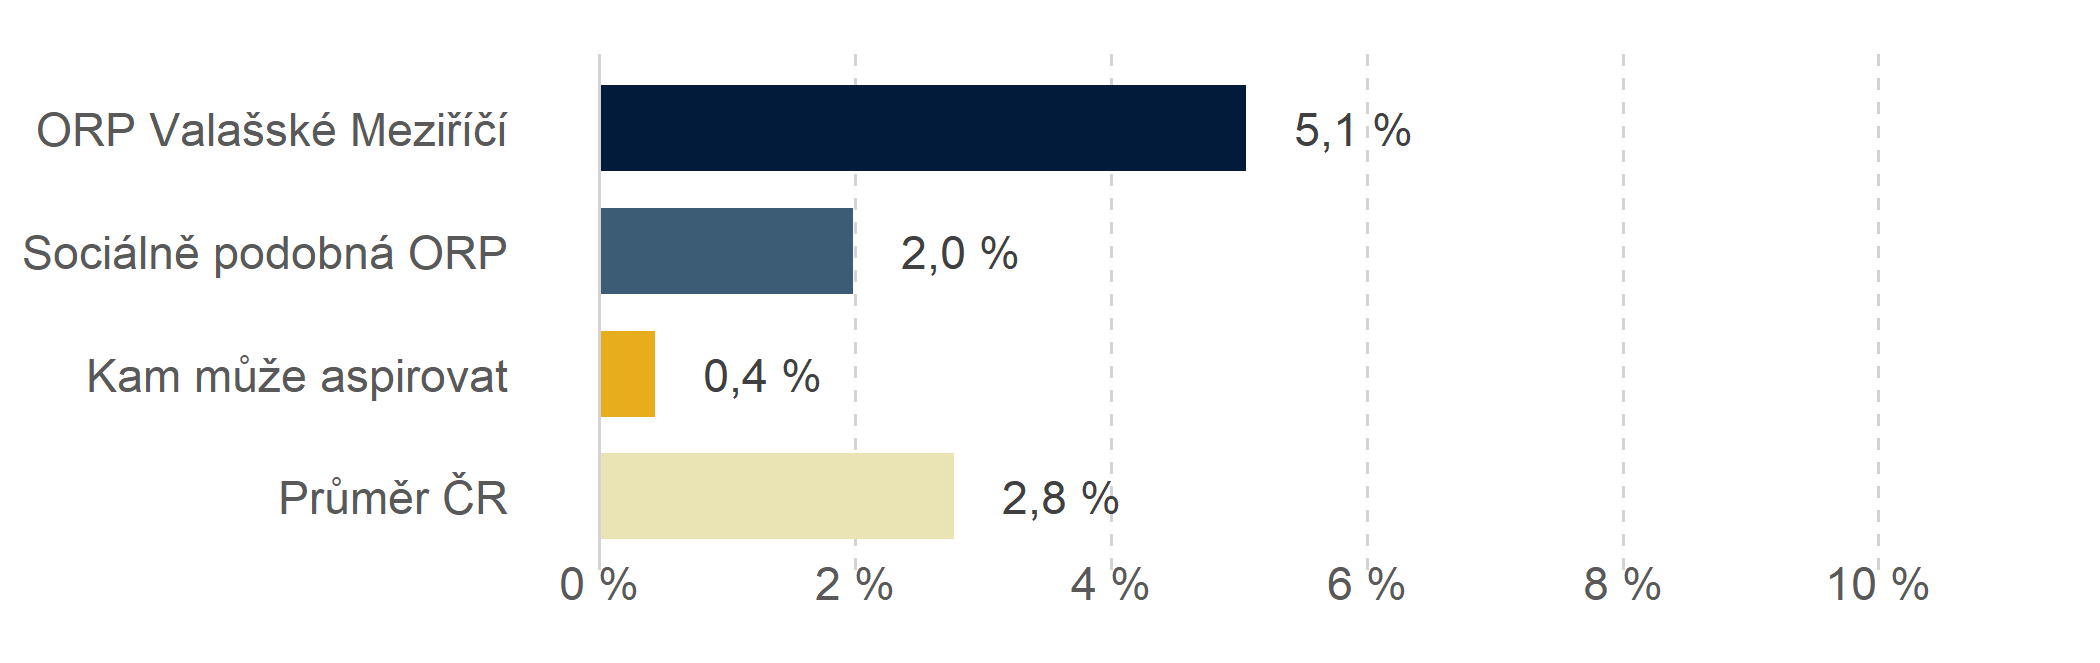 ORP Valašské Meziříčí
5,1 %
Sociálně podobná ORP
2,0 %
Kam může aspirovat
0,4 %
Průměr ČR
2,8 %
0 % 2 % 4 % 6 % 8 % 10 %